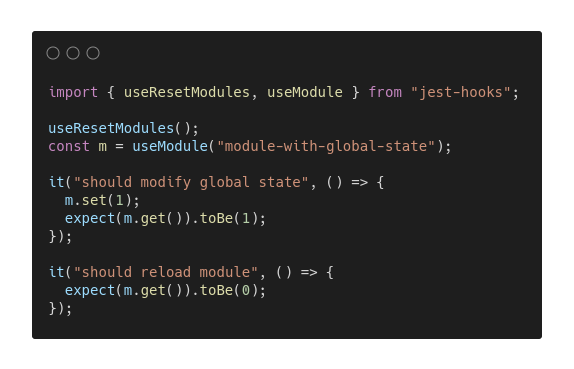 import { useResetModules, useModule } from "jest-hooks";
useResetModules();
const m = useModule("module-with-global-state");
it("should modify global state", () => {
  m.set(1);
  expect(m.get()).toBe(1);
});
it("should reload module", () => {
  expect(m.get()).toBe(0);
});